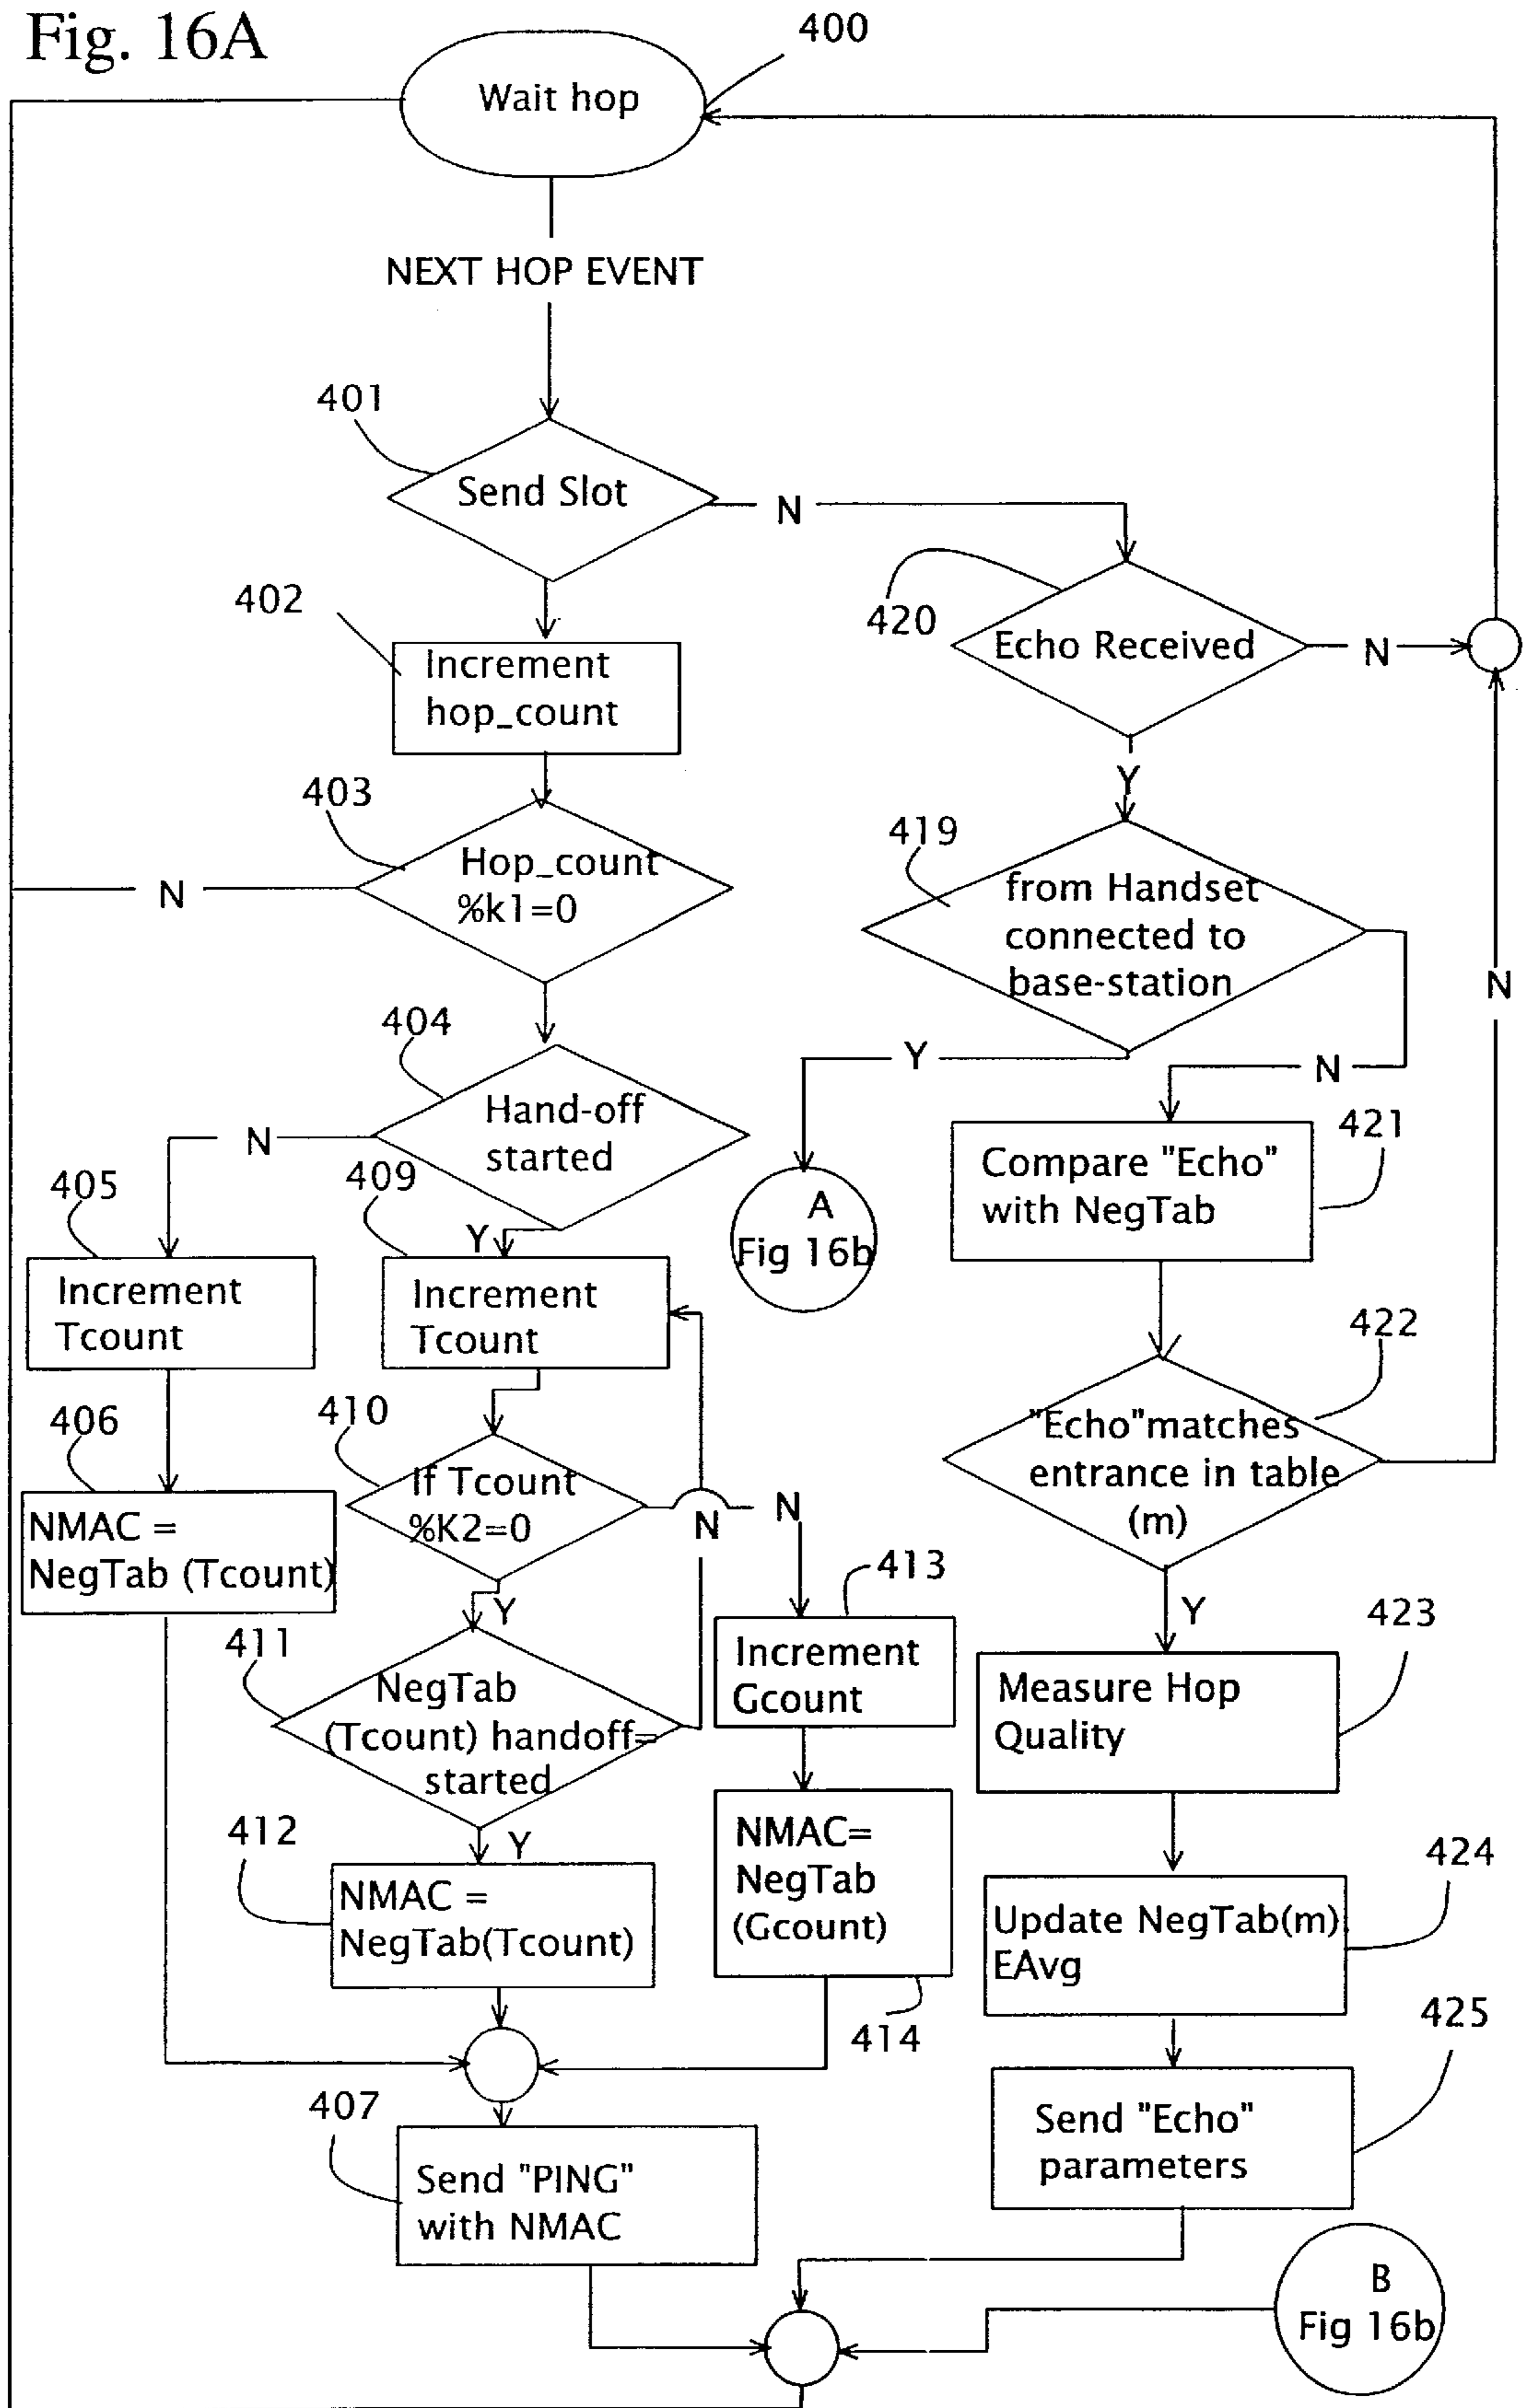 Fig. 16A
400
Wait hop
NEXT HOP EVENT
401
Send Slot
N
402
Increment
hop_count
420
Echo Received
N
Y
403
Hop_count
%k1=0
N
419
from Handset
connected to
base-station
Y
N
N
404
Hand-off
started
N
Y
405
Increment
Tcount
409
Increment
Tcount
A
Fig 16b
421
Compare "Echo"
with NegTab
406
NMAC =
NegTab (Tcount)
410
If Tcount
%K2=0
N
N
Y
422
"Echo"matches
entrance in table
(m)
Y
411
NegTab
(Tcount) handoff=
started
Y
413
Increment
Gcount
423
Measure Hop
Quality
412
NMAC =
NegTab(Tcount)
NMAC=
NegTab
(Gcount)
414
424
Update NegTab(m)
EAvg
425
Send "Echo"
parameters
407
Send "PING"
with NMAC
B
Fig 16b